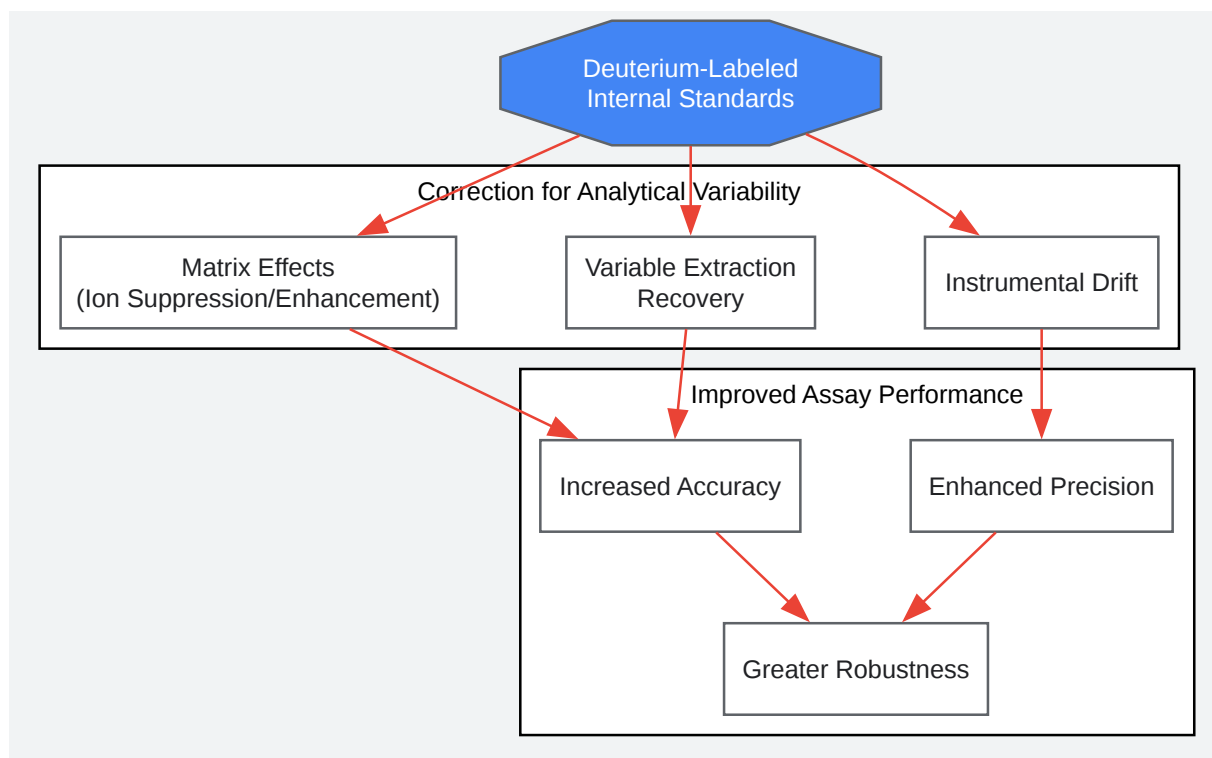 Deuterium-Labeled
Internal Standards
Correction for Analytical Variability
Matrix Effects
(Ion Suppression/Enhancement)
Variable Extraction
Recovery
Instrumental Drift
Improved Assay Performance
Increased Accuracy
Enhanced Precision
Greater Robustness